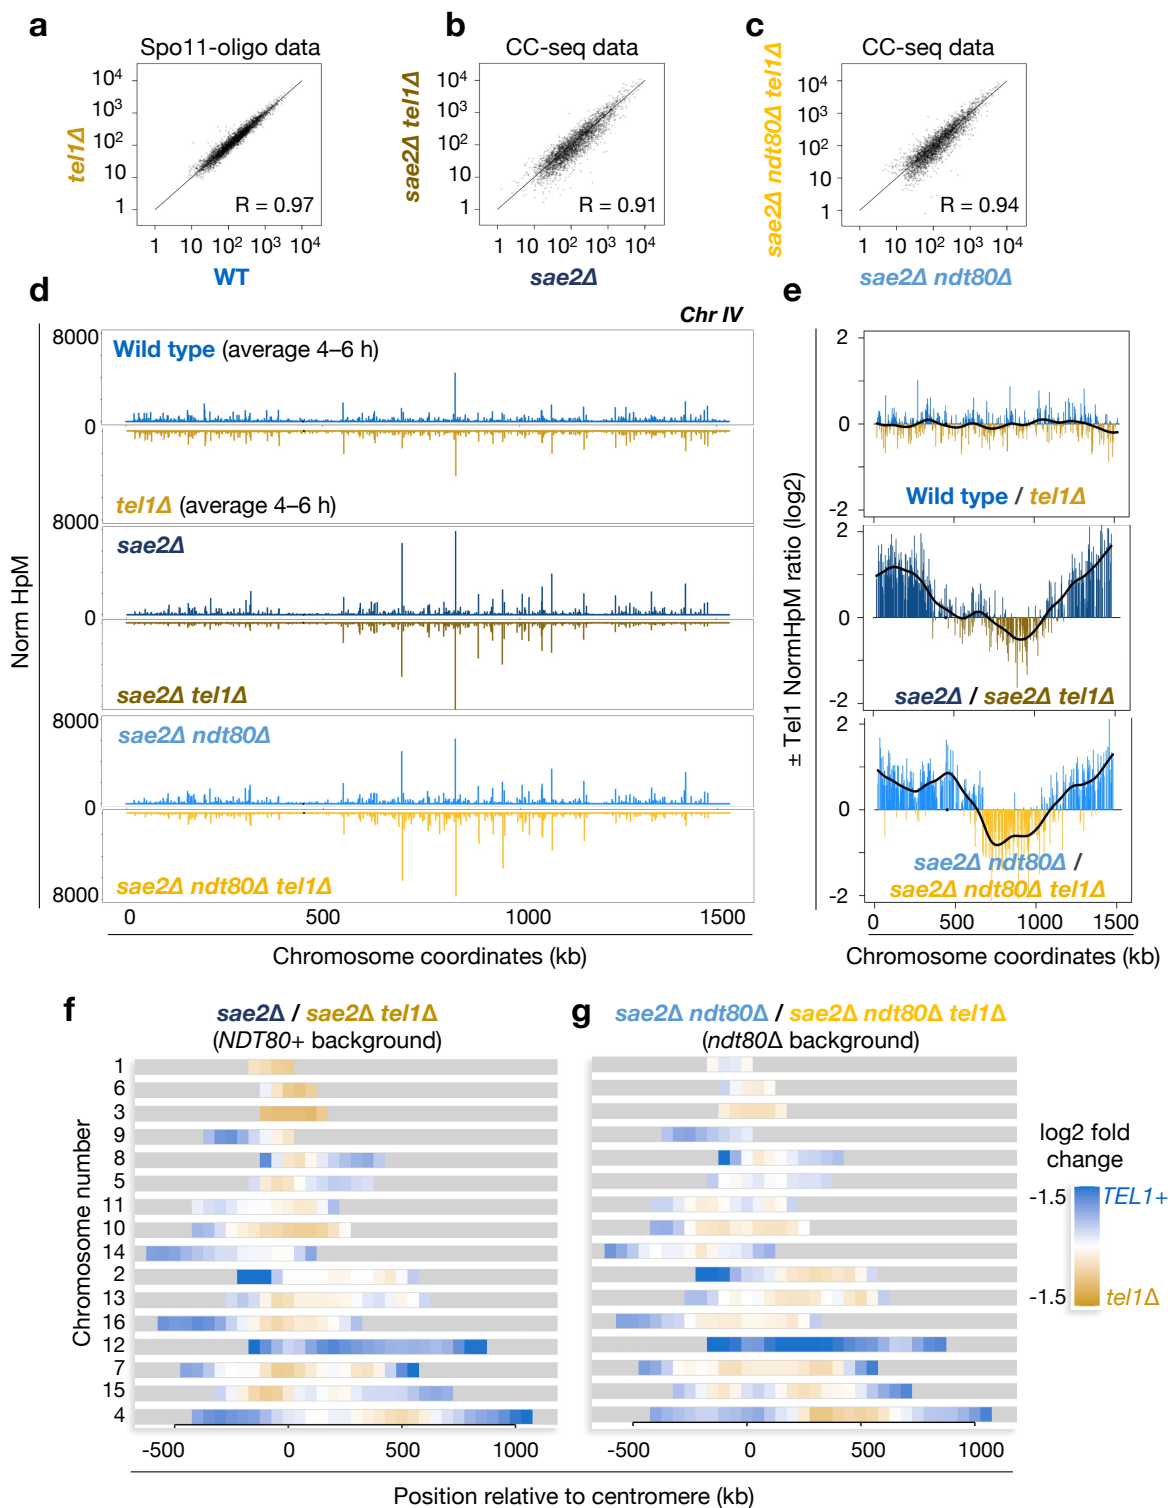 a
b
c
Spo11-oligo data
CC-seq data
CC-seq data
tel1Δ
10⁴
10³
10²
10
1
R = 0.97
1 10 10² 10³ 10⁴
WT
sae2Δ tel1Δ
10⁴
10³
10²
10
1
R = 0.91
1 10 10² 10³ 10⁴
sae2Δ
sae2Δ ndt80Δ tel1Δ
10⁴
10³
10²
10
1
R = 0.94
1 10 10² 10³ 10⁴
sae2Δ ndt80Δ
d
Chr IV
Norm HpM
8000
Wild type (average 4–6 h)
0
0
tel1Δ (average 4–6 h)
8000
sae2Δ
0
0
sae2Δ tel1Δ
8000
sae2Δ ndt80Δ
0
sae2Δ ndt80Δ tel1Δ
8000
0 500 1000 1500
Chromosome coordinates (kb)
e
± Tel1 NormHpM ratio (log2)
2
0
Wild type / tel1Δ
-2
2
0
sae2Δ / sae2Δ tel1Δ
-2
2
0
sae2Δ ndt80Δ /
sae2Δ ndt80Δ tel1Δ
-2
0 500 1000 1500
Chromosome coordinates (kb)
f
sae2Δ / sae2Δ tel1Δ
(NDT80+ background)
Chromosome number
1
6
3
9
8
5
11
10
14
2
13
16
12
7
15
4
-500 0 500 1000
g
sae2Δ ndt80Δ / sae2Δ ndt80Δ tel1Δ
(ndt80Δ background)
-500 0 500 1000
Position relative to centromere (kb)
log2 fold
change
-1.5 TEL1+
-1.5 tel1Δ